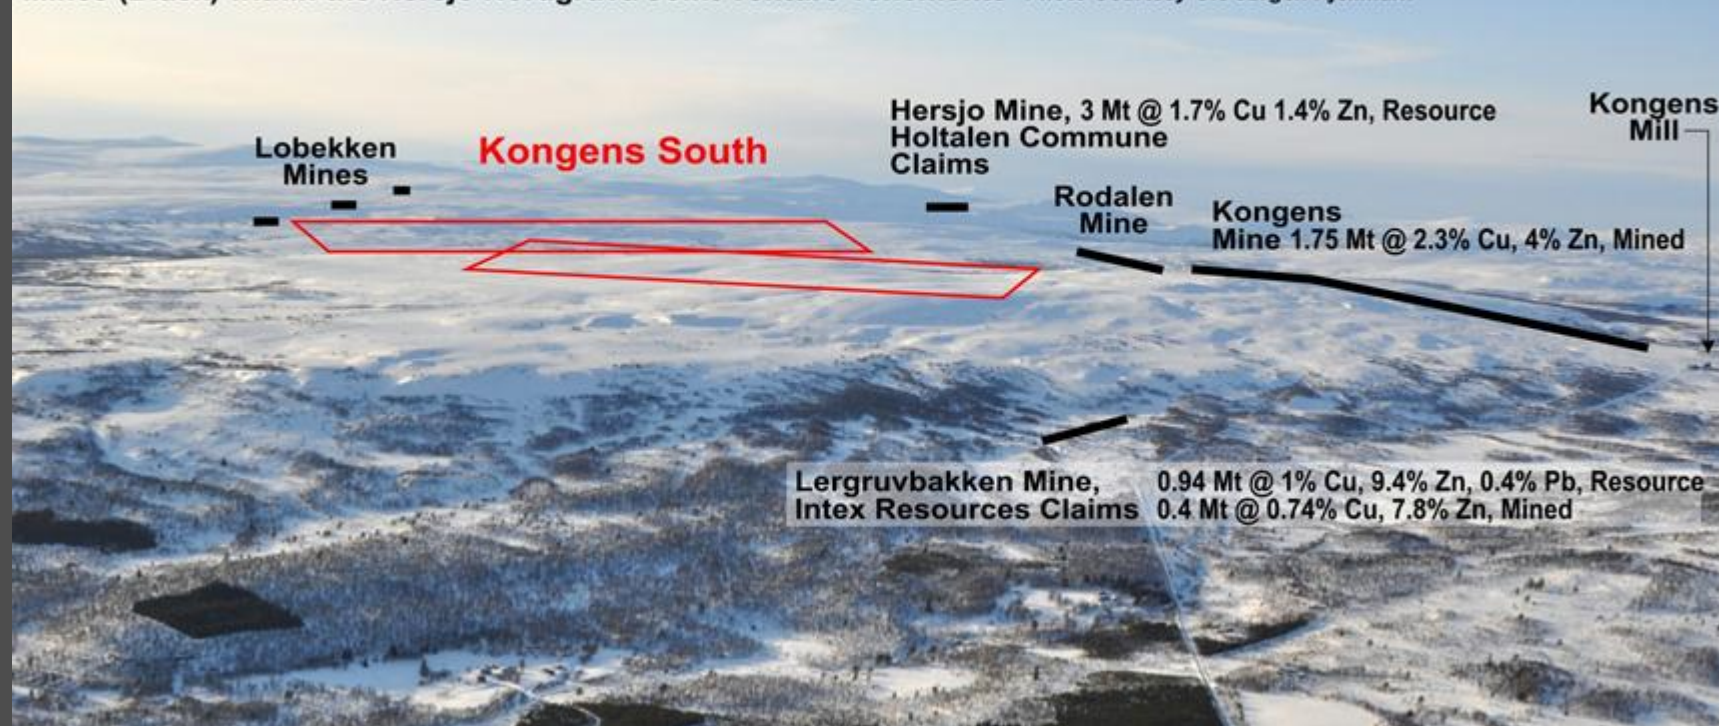 Lobekken
Mines
Kongens South
Hersjo Mine, 3 Mt @ 1.7% Cu 1.4% Zn, Resource
Holtalen Commune
Claims
Rodalen
Mine
Kongens
Mine 1.75 Mt @ 2.3% Cu, 4% Zn, Mined
Kongens
Mill
Lergruvbakken Mine, 0.94 Mt @ 1% Cu, 9.4% Zn, 0.4% Pb, Resource
Intex Resources Claims 0.4 Mt @ 0.74% Cu, 7.8% Zn, Mined